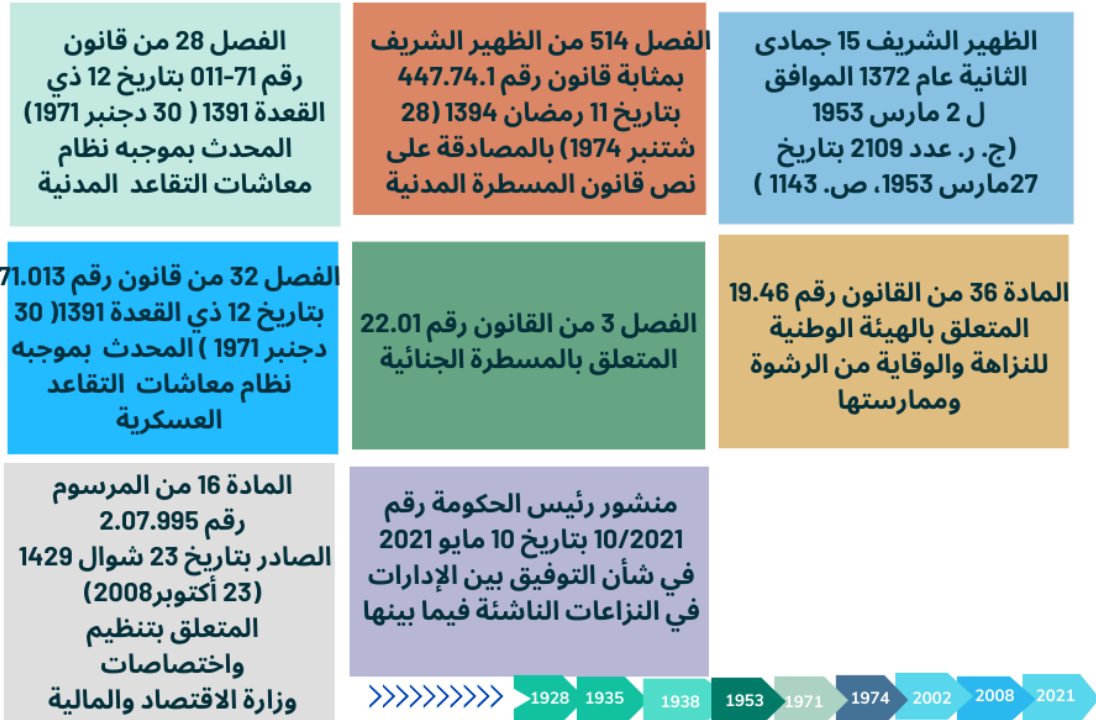 الظهير الشريف 15 جمادى
الثانية عام 1372 الموافق
ل 2 مارس 1953
(ج. ر. عدد 2109 بتاريخ
27مارس 1953، ص. 1143 )
الفصل 514 من الظهير الشريف
بمثابة قانون رقم 447.74.1
بتاريخ 11 رمضان 1394 (28
شتنبر 1974) بالمصادقة على
نص قانون المسطرة المدنية
الفصل 28 من قانون
رقم 71-011 بتاريخ 12 ذي
القعدة 1391 ( 30 دجنبر 1971)
المحدث بموجبه نظام
معاشات التقاعد المدنية
المادة 36 من القانون رقم 19.46
المتعلق بالهيئة الوطنية
للنزاهة والوقاية من الرشوة
وممارستها
الفصل 3 من القانون رقم 22.01
المتعلق بالمسطرة الجنائية
الفصل 32 من قانون رقم 71.013
بتاريخ 12 ذي القعدة 1391( 30
دجنبر 1971 ) المحدث بموجبه
نظام معاشات التقاعد
العسكرية
منشور رئيس الحكومة رقم
10/2021 بتاريخ 10 مايو 2021
في شأن التوفيق بين الإدارات
في النزاعات الناشئة فيما بينها
المادة 16 من المرسوم
رقم 2.07.995
الصادر بتاريخ 23 شوال 1429
(23 أكتوبر2008)
المتعلق بتنظيم
واختصاصات
وزارة الاقتصاد والمالية
1928 1935 1938 1953 1971 1974 2002 2008 2021